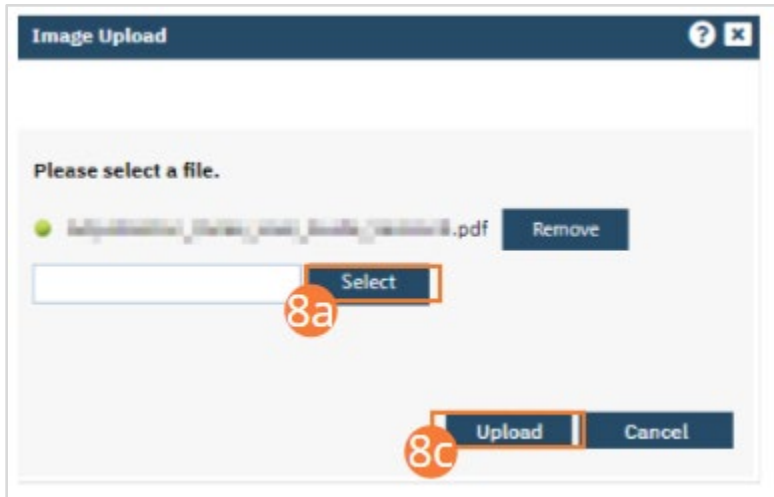 Image Upload ?
Please select a file.
.pdf Remove
Select
8a
Upload Cancel
8c